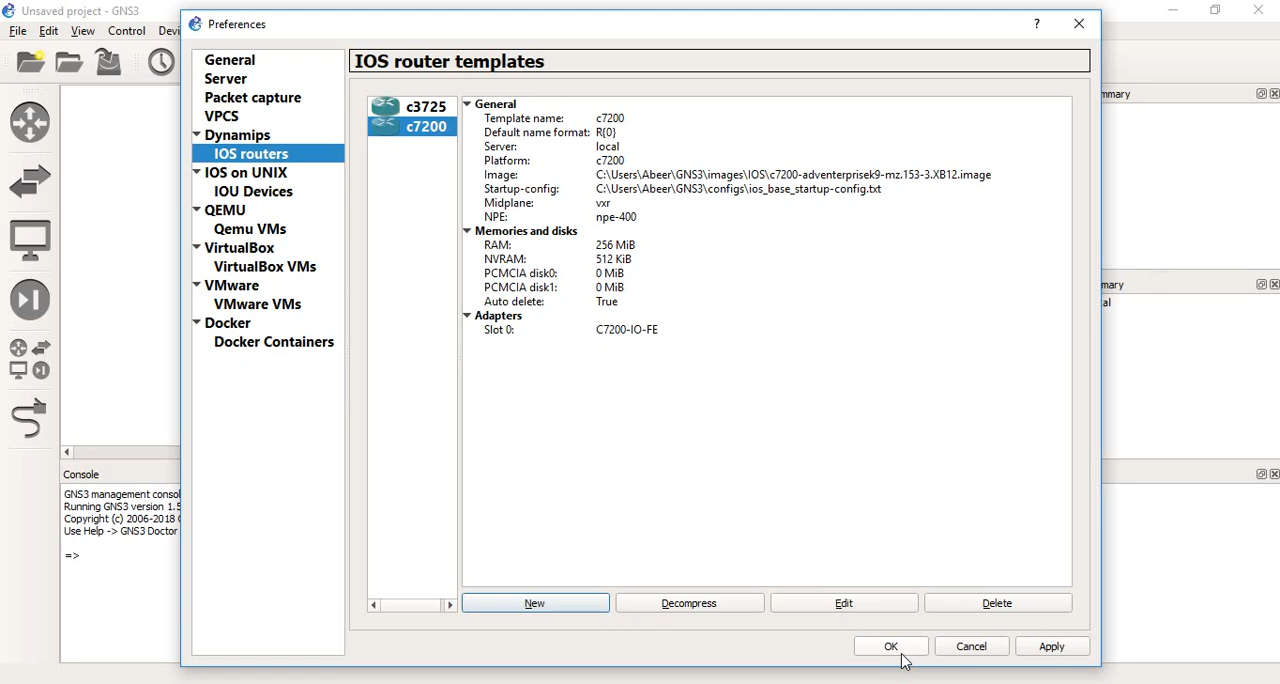 Unsaved project - GNS3
File Edit View Control Devi
Preferences
?
General
Server
Packet capture
VPCS
Dynamips
IOS routers
IOS on UNIX
IOU Devices
QEMU
Qemu VMs
VirtualBox
VirtualBox VMs
VMware
VMware VMs
Docker
Docker Containers
IOS router templates
c3725
c7200
General
Template name: c7200
Default name format: R{0}
Server: local
Platform: c7200
Image: C:\Users\Abeer\GNS3\images\IOS\c7200-adventerprisek9-mz.153-3.XB12.image
Startup-config: C:\Users\Abeer\GNS3\configs\ios_base_startup-config.txt
Midplane: vxr
NPE: npe-400
Memories and disks
RAM: 256 MiB
NVRAM: 512 KiB
PCMCIA disk0: 0 MiB
PCMCIA disk1: 0 MiB
Auto delete: True
Adapters
Slot 0: C7200-IO-FE
New Decompress Edit Delete
OK Cancel Apply
mmary
mary
al
Console
GNS3 management consol
Running GNS3 version 1.5
Copyright (c) 2006-2018 G
Use Help -> GNS3 Doctor
=>